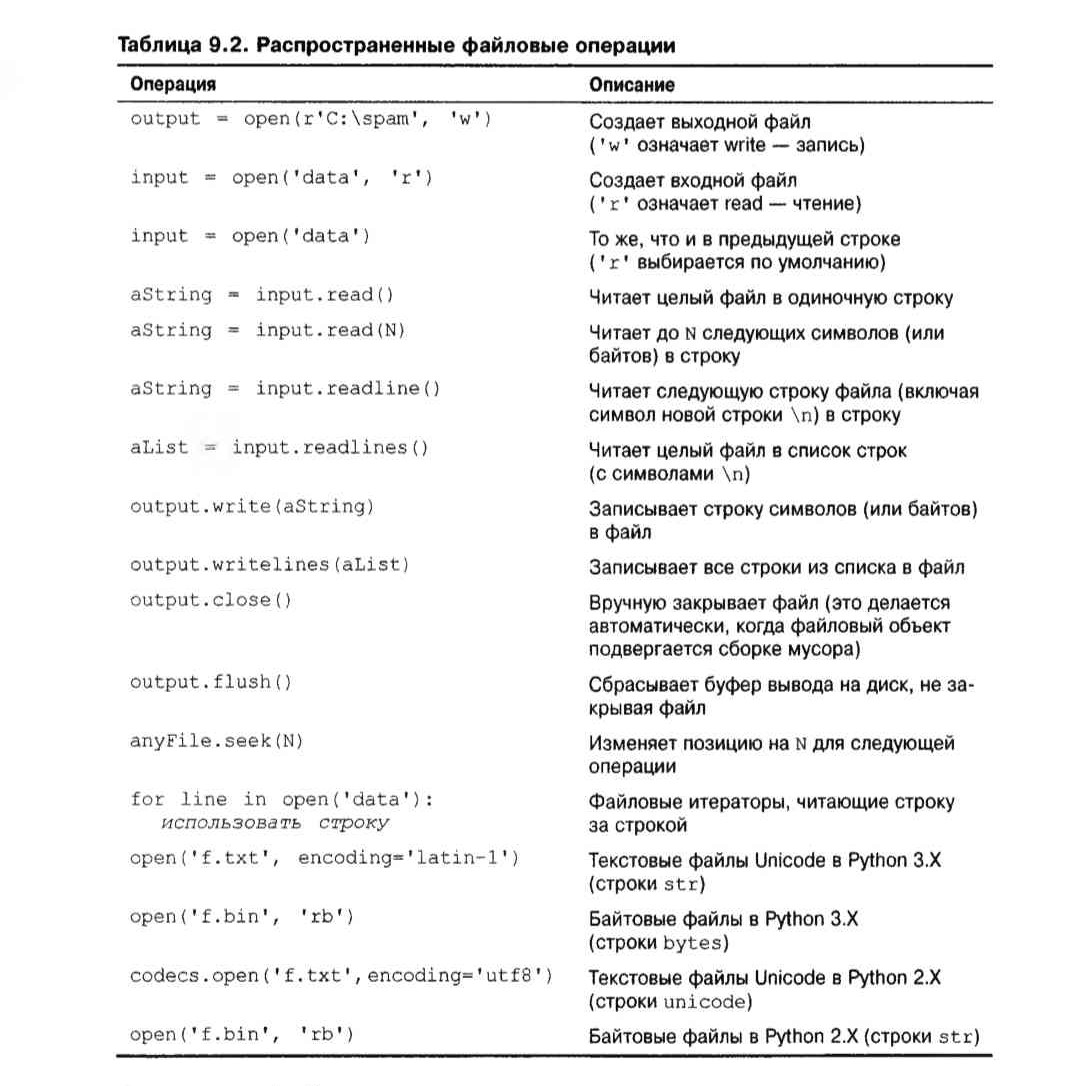 Таблица 9.2. Распространенные файловые операции
Операция Описание
output = open(r'C:\spam', 'w') Создает выходной файл
('w' означает write — запись)
input = open('data', 'r') Создает входной файл
('r' означает read — чтение)
input = open('data') То же, что и в предыдущей строке
('r' выбирается по умолчанию)
aString = input.read() Читает целый файл в одиночную строку
aString = input.read(N) Читает до N следующих символов (или
байтов) в строку
aString = input.readline() Читает следующую строку файла (включая
символ новой строки \n) в строку
aList = input.readlines() Читает целый файл в список строк
(с символами \n)
output.write(aString) Записывает строку символов (или байтов)
в файл
output.writelines(aList) Записывает все строки из списка в файл
output.close() Вручную закрывает файл (это делается
автоматически, когда файловый объект
подвергается сборке мусора)
output.flush() Сбрасывает буфер вывода на диск, не за-
крывая файл
anyFile.seek(N) Изменяет позицию на N для следующей
операции
for line in open('data'): Файловые итераторы, читающие строку
использовать строку за строкой
open('f.txt', encoding='latin-1') Текстовые файлы Unicode в Python 3.X
(строки str)
open('f.bin', 'rb') Байтовые файлы в Python 3.X
(строки bytes)
codecs.open('f.txt',encoding='utf8') Текстовые файлы Unicode в Python 2.X
(строки unicode)
open('f.bin', 'rb') Байтовые файлы в Python 2.X (строки str)